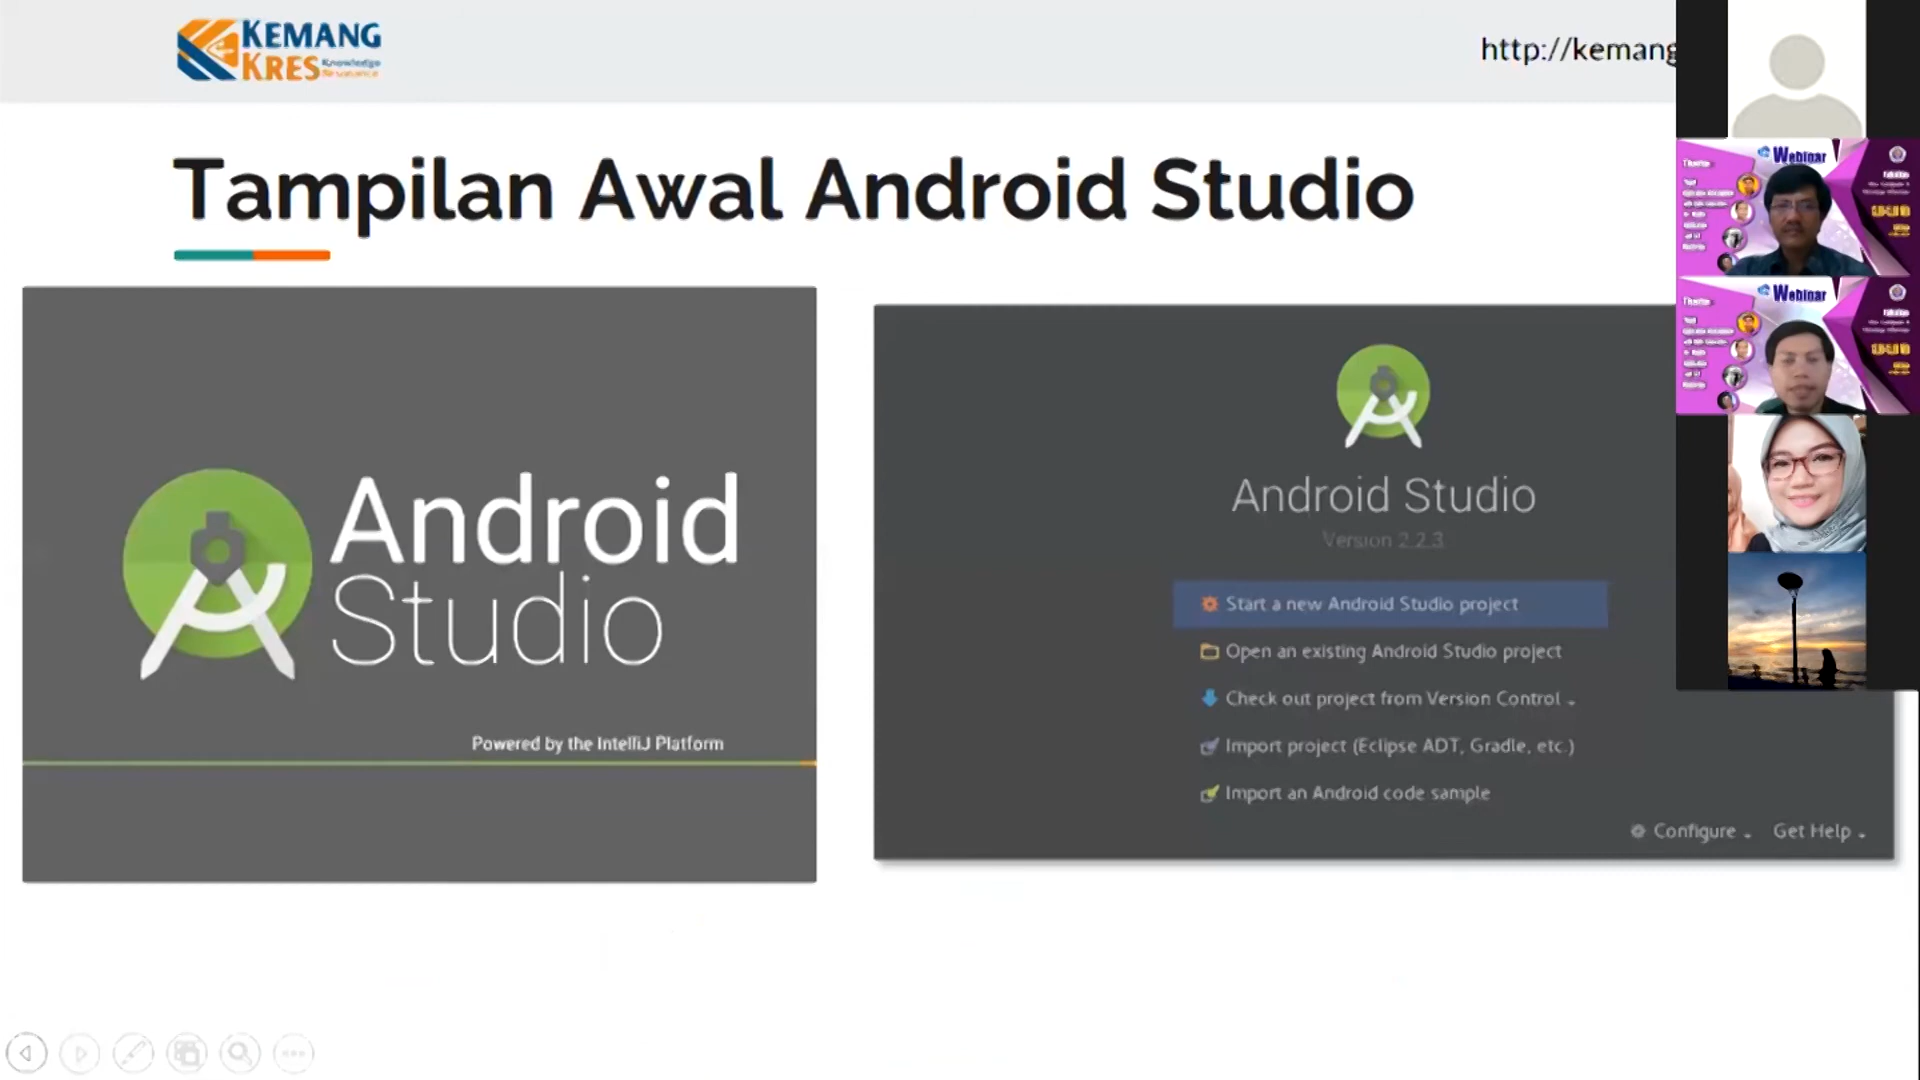 KEMANG
KRES Knowledge
Resonance
http://kemang
Tampilan Awal Android Studio
Android
Studio
Powered by the IntelliJ Platform
Android Studio
Version 2.2.3
Start a new Android Studio project
Open an existing Android Studio project
Check out project from Version Control
Import project (Eclipse ADT, Gradle, etc.)
Import an Android code sample
Configure
Get Help
Webinar
Webinar